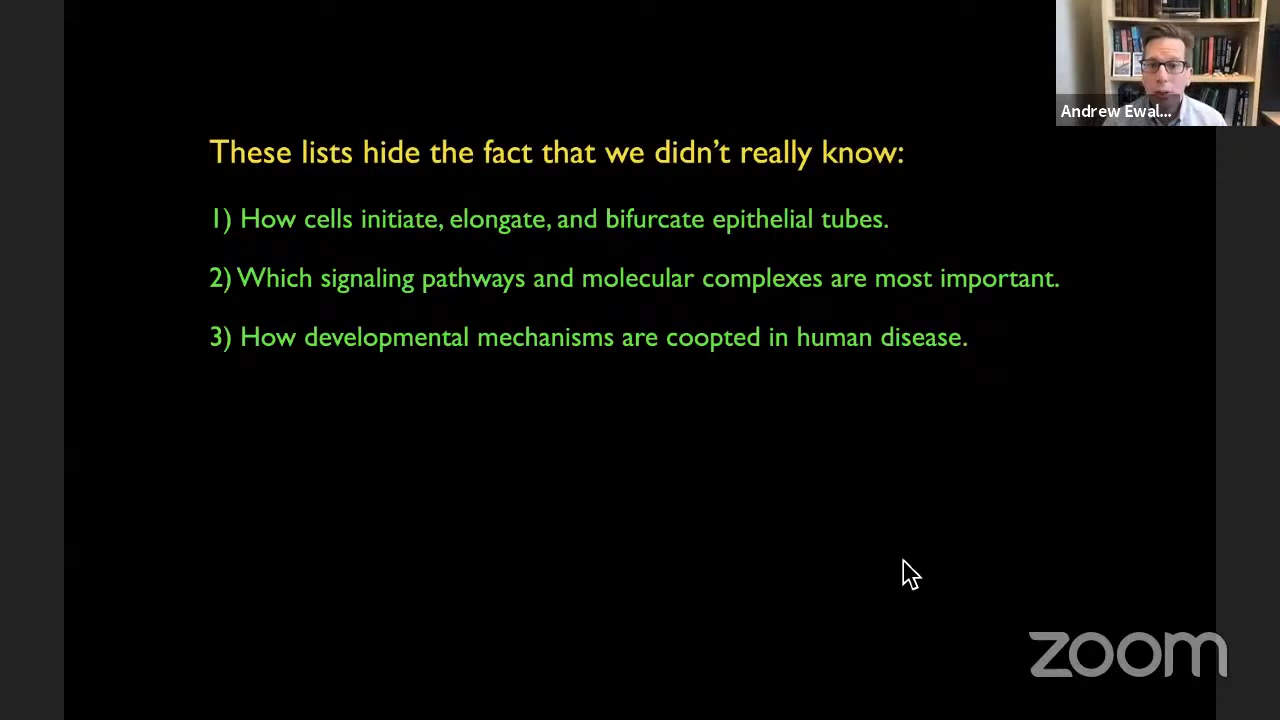 Andrew Ewal...
These lists hide the fact that we didn't really know:
1) How cells initiate, elongate, and bifurcate epithelial tubes.
2) Which signaling pathways and molecular complexes are most important.
3) How developmental mechanisms are coopted in human disease.
zoom